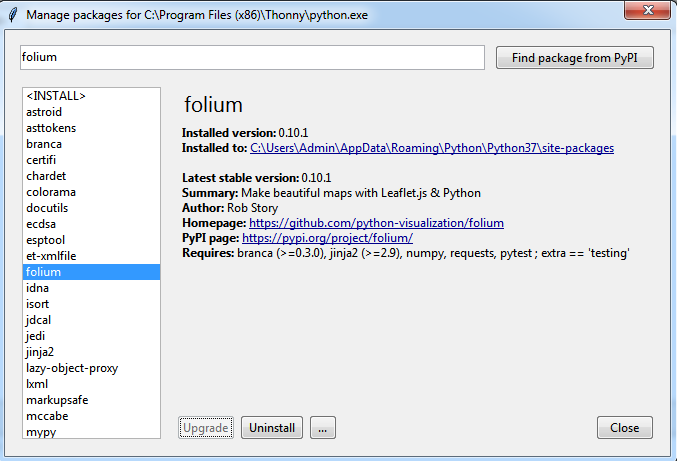 Manage packages for C:\Program Files (x86)\Thonny\python.exe
folium
Find package from PyPI
<INSTALL>
astroid
asttokens
branca
certifi
chardet
colorama
docutils
ecdsa
esptool
et-xmlfile
folium
idna
isort
jdcal
jedi
jinja2
lazy-object-proxy
lxml
markupsafe
mccabe
mypy
folium
Installed version: 0.10.1
Installed to: C:\Users\Admin\AppData\Roaming\Python\Python37\site-packages
Latest stable version: 0.10.1
Summary: Make beautiful maps with Leaflet.js & Python
Author: Rob Story
Homepage: https://github.com/python-visualization/folium
PyPI page: https://pypi.org/project/folium/
Requires: branca (>=0.3.0), jinja2 (>=2.9), numpy, requests, pytest ; extra == 'testing'
Upgrade
Uninstall
...
Close